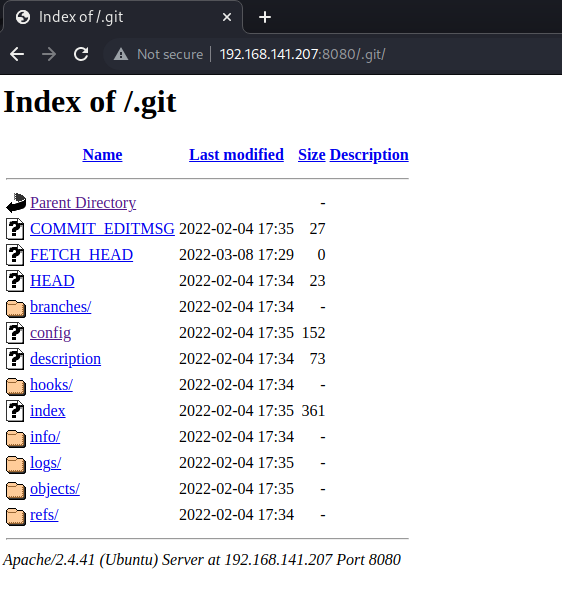 Index of /.git
Not secure | 192.168.141.207:8080/.git/
Index of /.git
Name Last modified Size Description
Parent Directory -
COMMIT_EDITMSG 2022-02-04 17:35 27
FETCH_HEAD 2022-03-08 17:29 0
HEAD 2022-02-04 17:34 23
branches/ 2022-02-04 17:34 -
config 2022-02-04 17:35 152
description 2022-02-04 17:34 73
hooks/ 2022-02-04 17:34 -
index 2022-02-04 17:35 361
info/ 2022-02-04 17:34 -
logs/ 2022-02-04 17:35 -
objects/ 2022-02-04 17:35 -
refs/ 2022-02-04 17:34 -
Apache/2.4.41 (Ubuntu) Server at 192.168.141.207 Port 8080